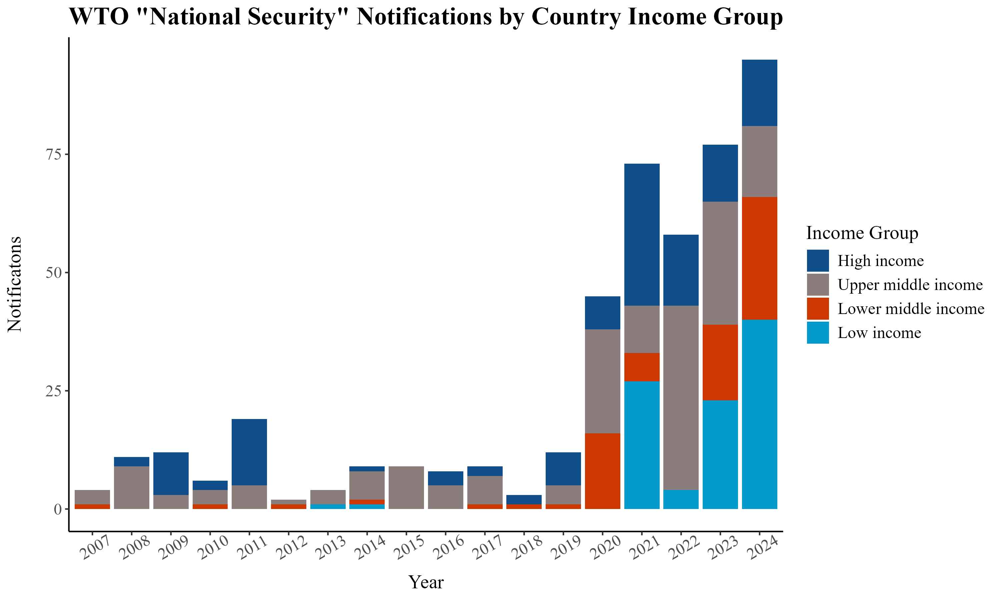 WTO "National Security" Notifications by Country Income Group
Notificatons
75
50
25
0
2007
2008
2009
2010
2011
2012
2013
2014
2015
2016
2017
2018
2019
2020
2021
2022
2023
2024
Year
Income Group
High income
Upper middle income
Lower middle income
Low income